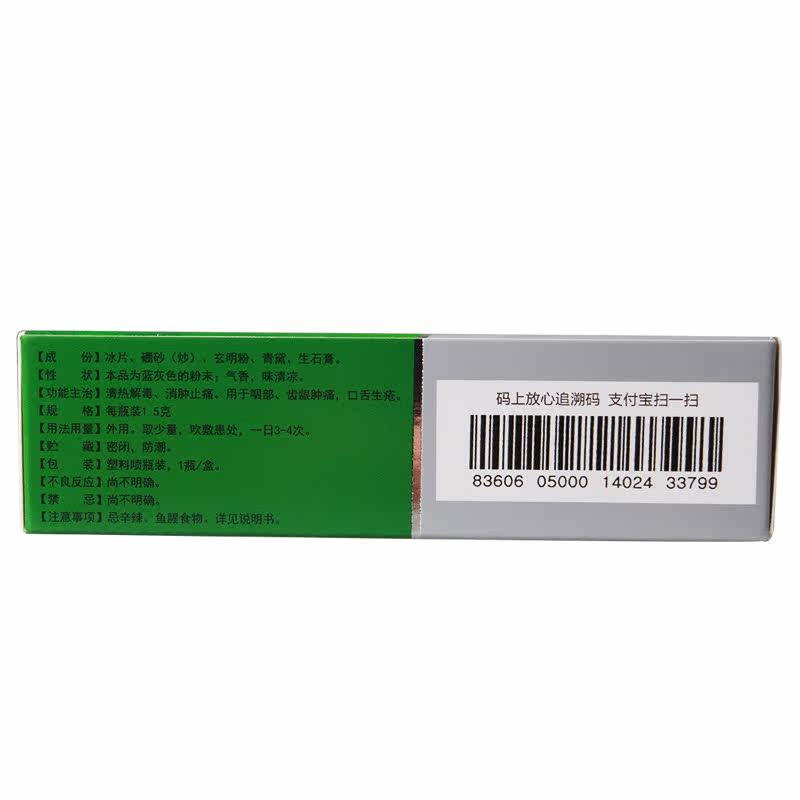 【成　份】冰片、硼砂（炒）、玄明粉、青黛、生石膏。
【性　状】本品为蓝灰色的粉末；气香，味清凉。
【功能主治】清热解毒、消肿止痛、用于咽部、齿龈肿痛，口舌生疮。
【规　格】每瓶装1.5克
【用法用量】外用。取少量，吹敷患处，一日3-4次。
【贮　藏】密闭，防潮。
【包　装】塑料喷瓶装，1瓶/盒。
【不良反应】尚不明确。
【禁　忌】尚不明确。
【注意事项】忌辛辣、鱼腥食物。详见说明书。
码上放心追溯码 支付宝扫一扫
83606 05000 14024 33799